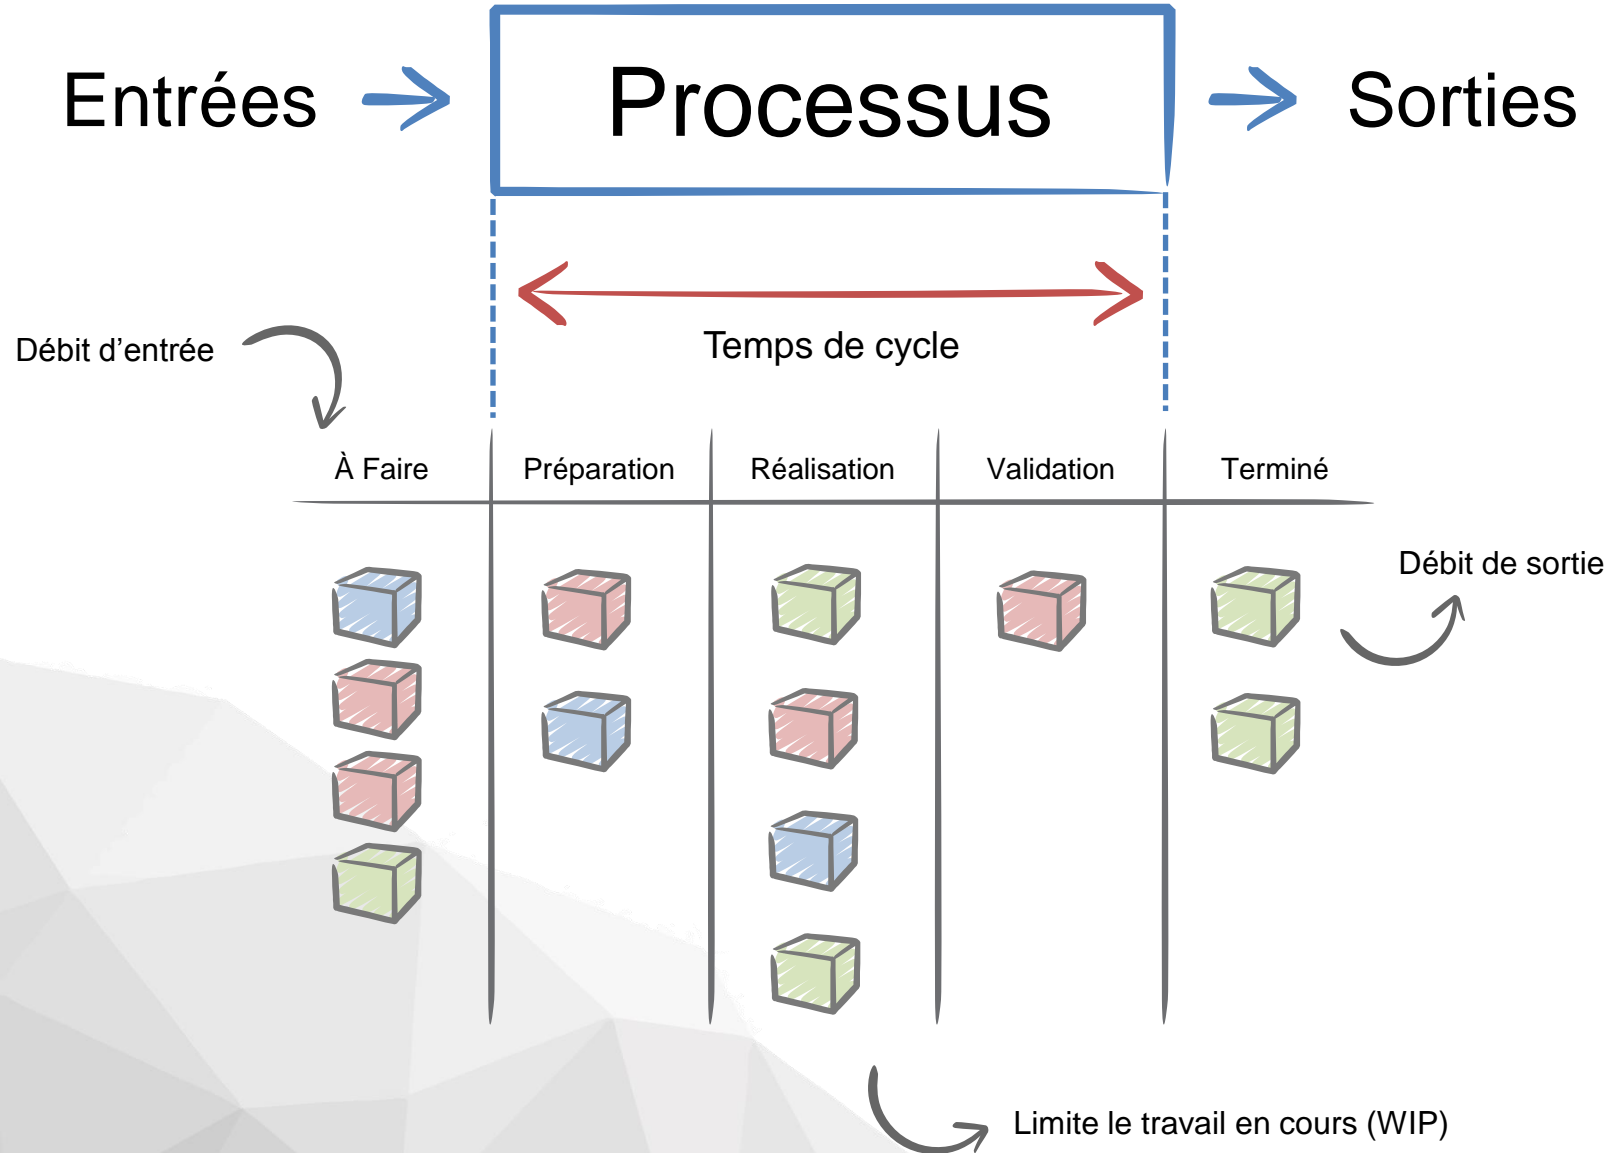 Entrées
Processus
Sorties
Débit d’entrée
Temps de cycle
À Faire
Préparation
Réalisation
Validation
Terminé
Débit de sortie
Limite le travail en cours (WIP)